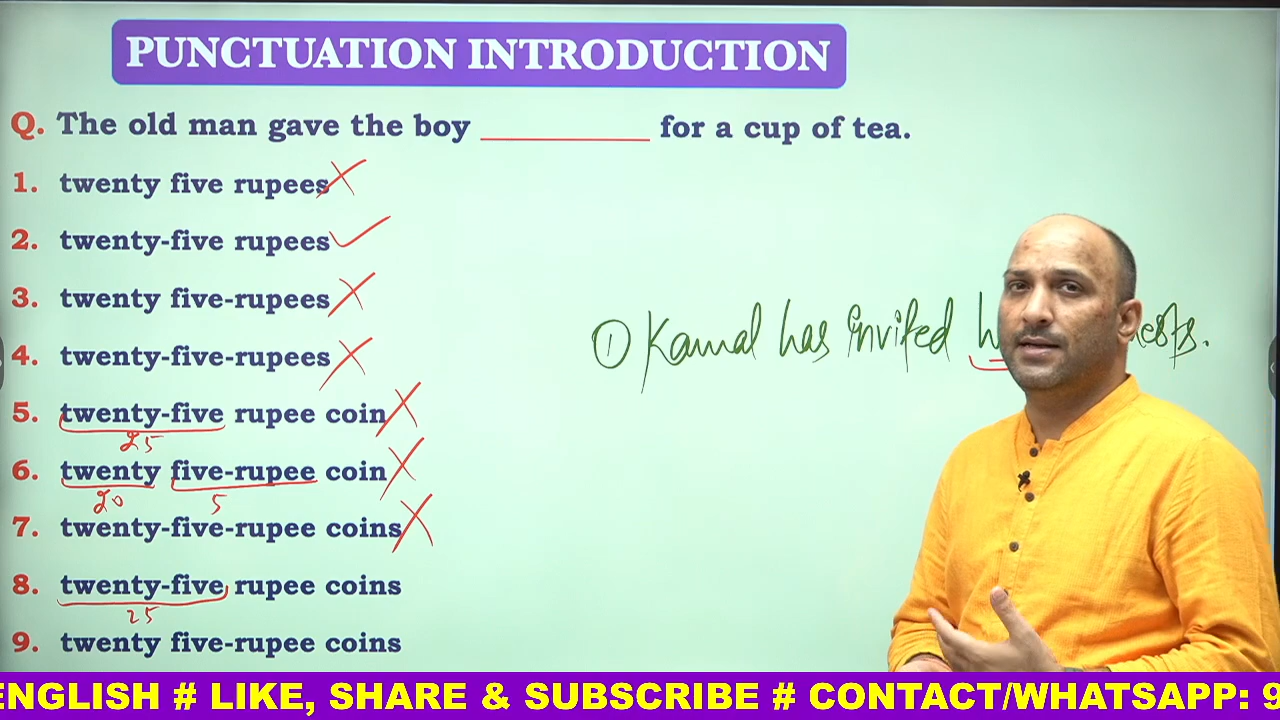 PUNCTUATION INTRODUCTION
Q. The old man gave the boy __________ for a cup of tea.
1. twenty five rupees
2. twenty-five rupees
3. twenty five-rupees
① Kamal has invited
4. twenty-five-rupees
5. twenty-five rupee coin
25
6. twenty five-rupee coin
20 5
7. twenty-five-rupee coins
8. twenty-five rupee coins
25
9. twenty five-rupee coins
ENGLISH # LIKE, SHARE & SUBSCRIBE # CONTACT/WHATSAPP: 9